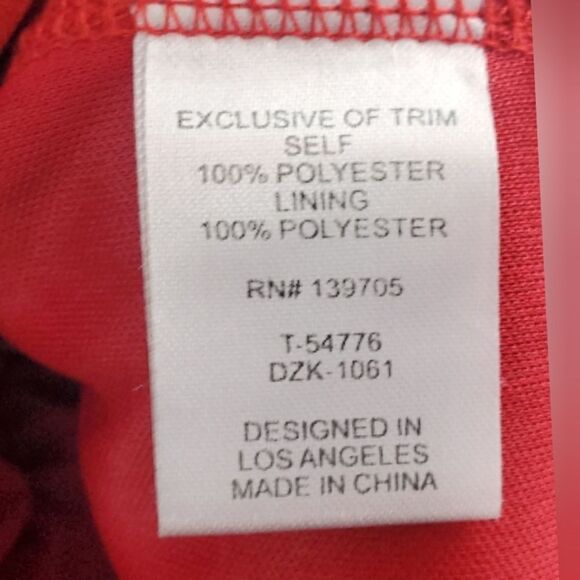 EXCLUSIVE OF TRIM
SELF
100% POLYESTER
LINING
100% POLYESTER
RN# 139705
T-54776
DZK-1061
DESIGNED IN
LOS ANGELES
MADE IN CHINA